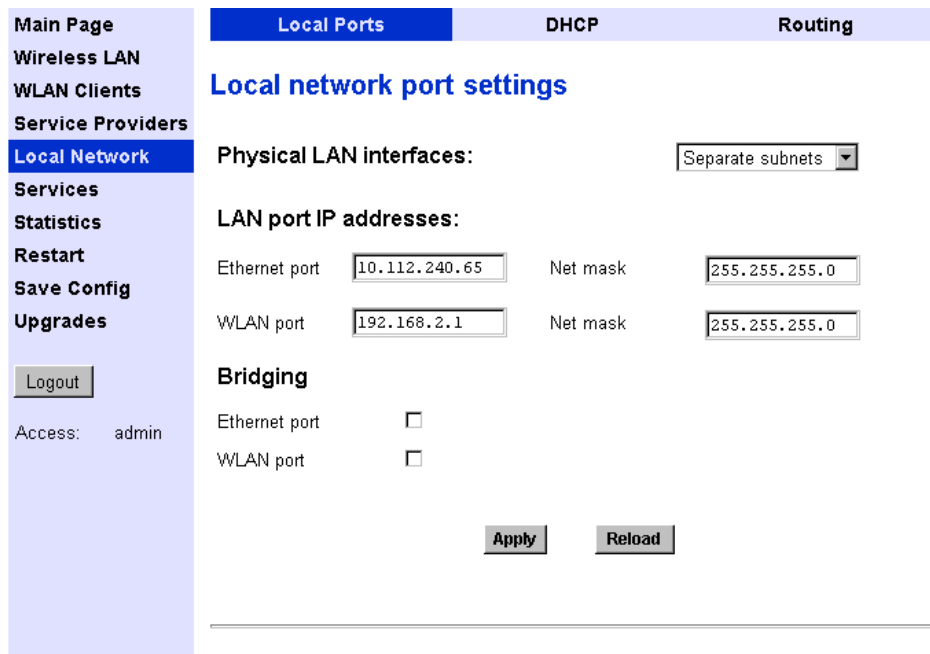 Main Page
Wireless LAN
WLAN Clients
Service Providers
Local Network
Services
Statistics
Restart
Save Config
Upgrades
Logout
Access: admin
Local Ports DHCP Routing
Local network port settings
Physical LAN interfaces: Separate subnets
LAN port IP addresses:
Ethernet port 10.112.240.65 Net mask 255.255.255.0
WLAN port 192.168.2.1 Net mask 255.255.255.0
Bridging
Ethernet port
WLAN port
Apply Reload